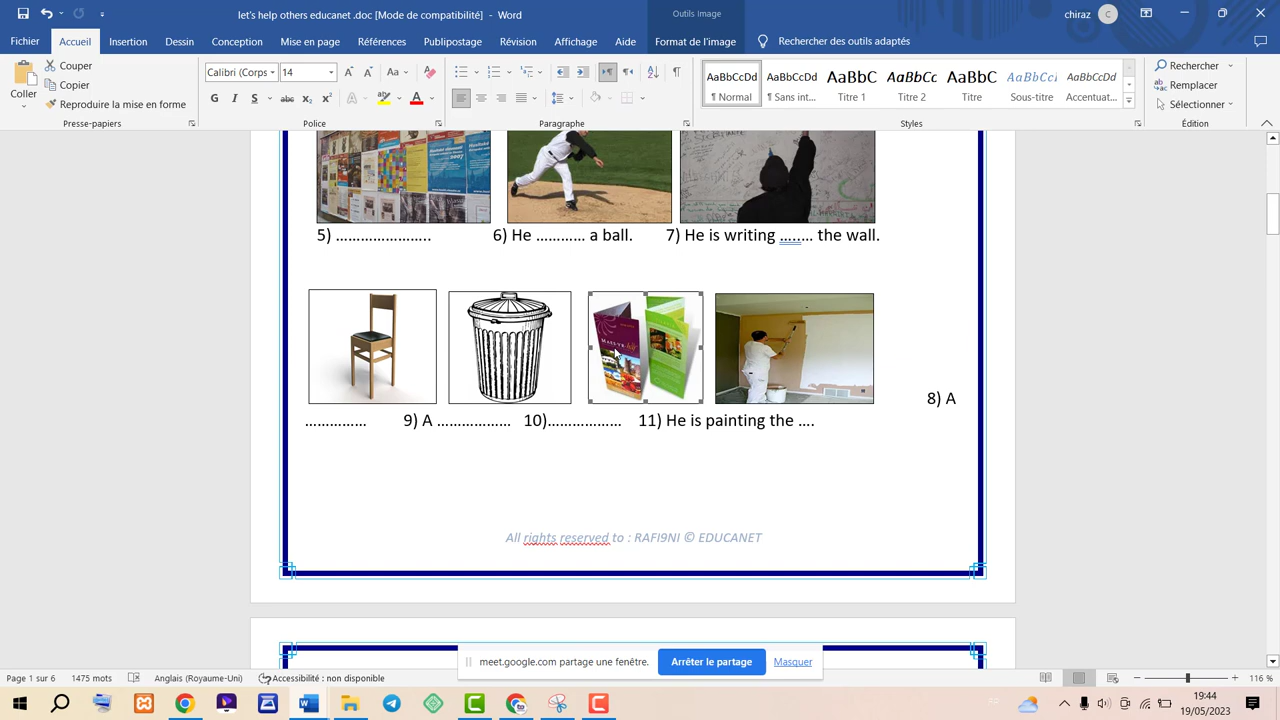 let's help others educanet .doc [Mode de compatibilité] - Word
Outils Image
chiraz
C
Fichier Accueil Insertion Dessin Conception Mise en page Références Publipostage Révision Affichage Aide Format de l'image Rechercher des outils adaptés
Coller
Couper
Copier
Reproduire la mise en forme
Presse-papiers
Calibri (Corps 14
G I S abc x₂ x² A A
Aa
Police
Paragraphe
AaBbCcDd AaBbCcDd AaBbC AaBbCc AaBbC AaBbCcI AaBbCcDd
¶ Normal ¶ Sans int... Titre 1 Titre 2 Titre Sous-titre Accentuat...
Styles
Rechercher
Remplacer
Sélectionner
Édition
5) ………………….. 6) He ………… a ball. 7) He is writing …..… the wall.
8) A
…………… 9) A ……………… 10)……………… 11) He is painting the ….
All rights reserved to : RAFI9NI © EDUCANET
meet.google.com partage une fenêtre. Arrêter le partage Masquer
Page 1 sur 6 1475 mots Anglais (Royaume-Uni) Accessibilité : non disponible 116 %
19:44
19/05/2023